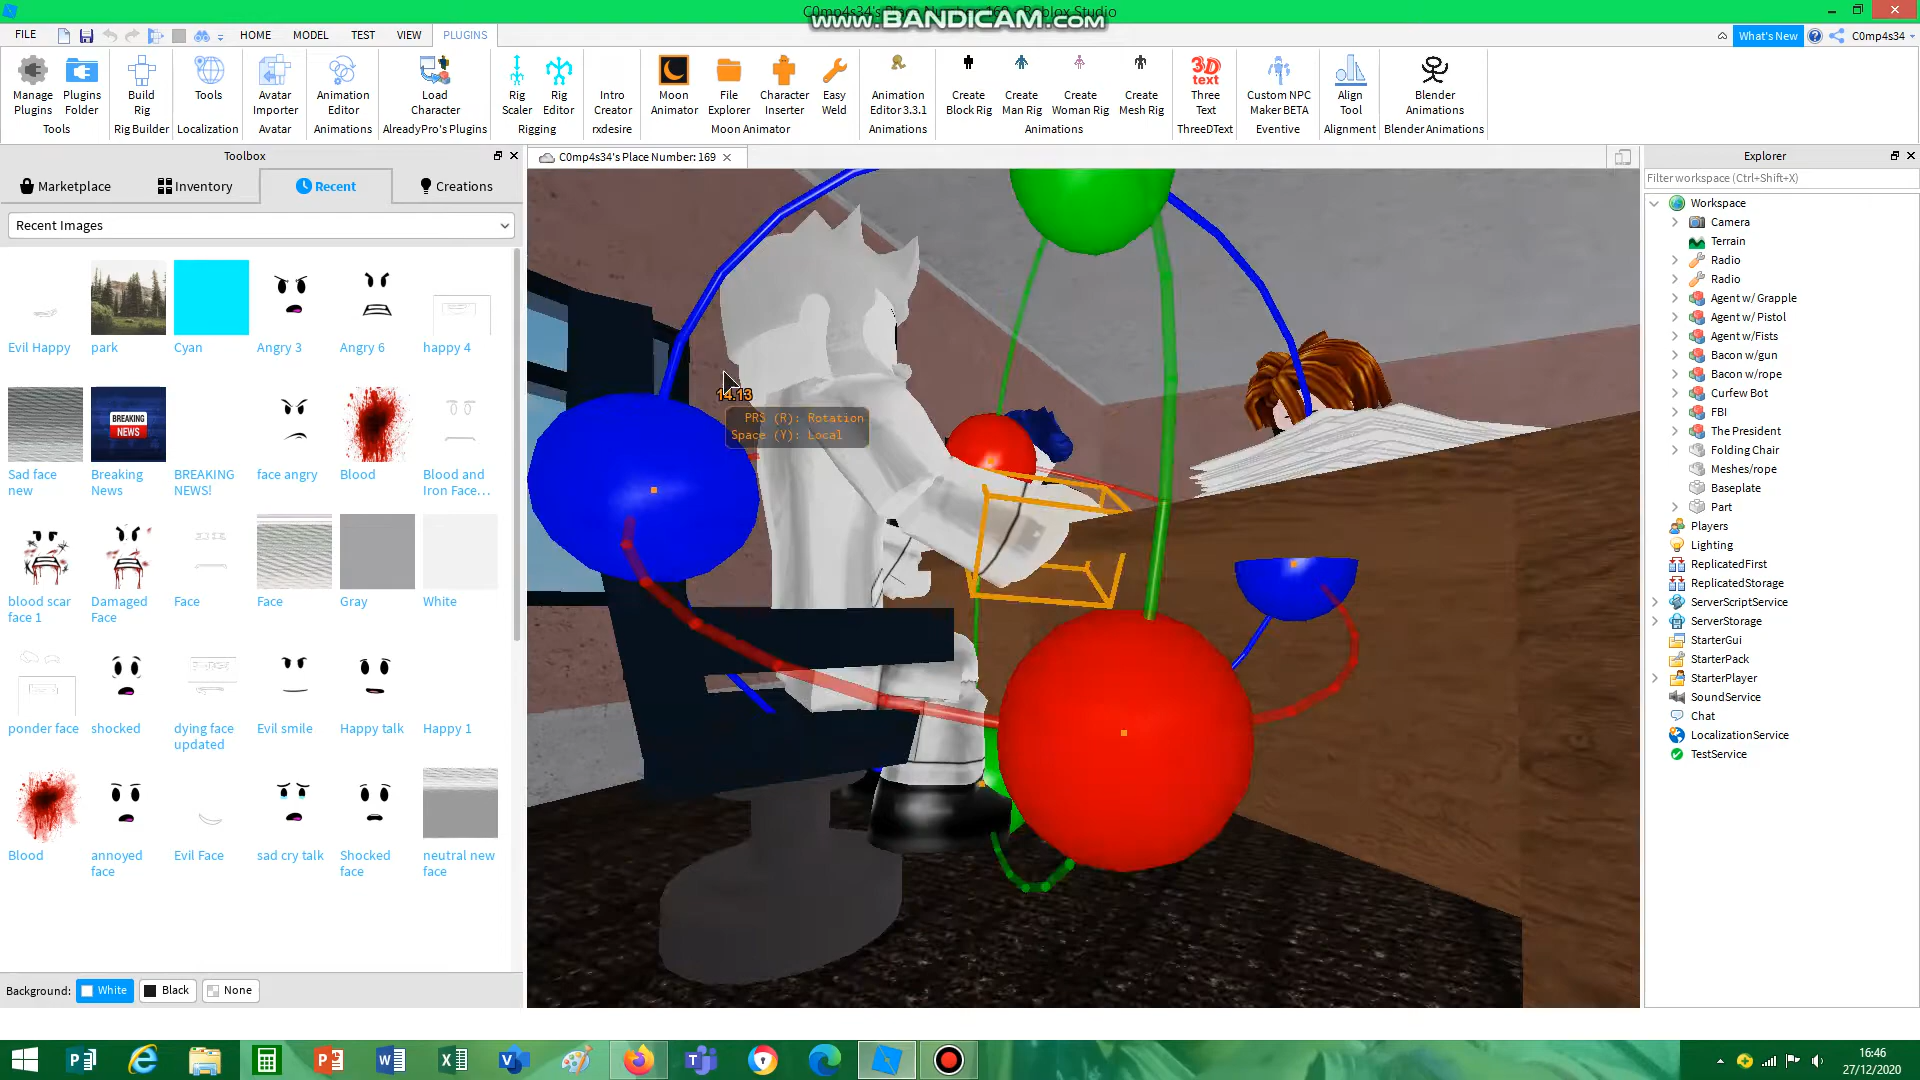 C0mp4s34's Place Number: 169 - Roblox Studio
www.BANDICAM.com
FILE
HOME
MODEL
TEST
VIEW
PLUGINS
What's New
C0mp4s34
Manage Plugins
Plugins Folder
Build Rig
Tools
Avatar Importer
Animation Editor
Load Character
Rig Scaler
Rig Editor
Intro Creator
Moon Animator
File Explorer
Character Inserter
Easy Weld
Animation Editor 3.3.1
Create Block Rig
Create Man Rig
Create Woman Rig
Create Mesh Rig
3D text
Three Text
Custom NPC Maker BETA
Align Tool
Blender Animations
Tools
Rig Builder
Localization
Avatar
Animations
AlreadyPro's Plugins
Rigging
rxdesire
Moon Animator
Animations
Animations
ThreeDText
Eventive
Alignment
Blender Animations
Toolbox
Marketplace
Inventory
Recent
Creations
Recent Images
Evil Happy
park
Cyan
Angry 3
Angry 6
happy 4
BREAKING
NEWS
Sad face new
Breaking News
BREAKING NEWS!
face angry
Blood
Blood and Iron Face...
blood scar face 1
Damaged Face
Face
Face
Gray
White
ponder face
shocked
dying face updated
Evil smile
Happy talk
Happy 1
Blood
annoyed face
Evil Face
sad cry talk
Shocked face
neutral new face
Background:
White
Black
None
C0mp4s34's Place Number: 169
14.13
PRS (R): Rotation
Space (Y): Local
Explorer
Filter workspace (Ctrl+Shift+X)
Workspace
Camera
Terrain
Radio
Radio
Agent w/ Grapple
Agent w/ Pistol
Agent w/Fists
Bacon w/gun
Bacon w/rope
Curfew Bot
FBI
The President
Folding Chair
Meshes/rope
Baseplate
Part
Players
Lighting
ReplicatedFirst
ReplicatedStorage
ServerScriptService
ServerStorage
StarterGui
StarterPack
StarterPlayer
SoundService
Chat
LocalizationService
TestService
16:46
27/12/2020